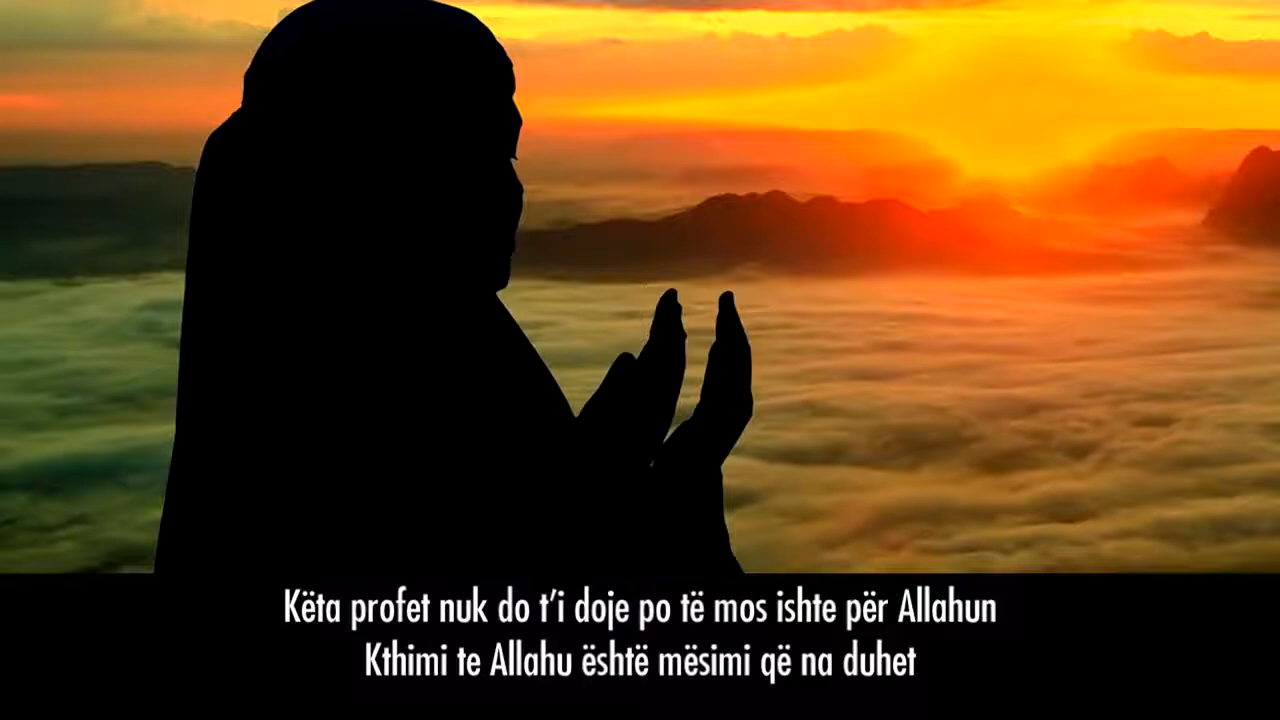 Këta profet nuk do t’i doje po të mos ishte për Allahun
Kthimi te Allahu është mësimi që na duhet